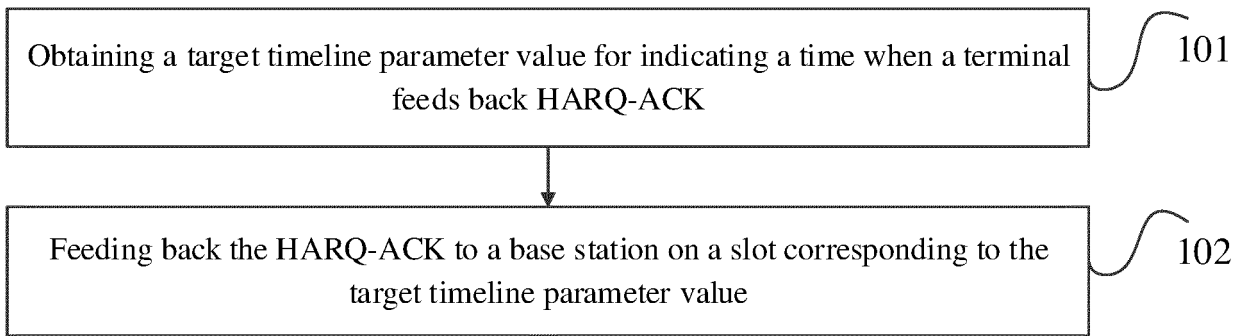 Obtaining a target timeline parameter value for indicating a time when a terminal
feeds back HARQ-ACK
101
Feeding back the HARQ-ACK to a base station on a slot corresponding to the
target timeline parameter value
102